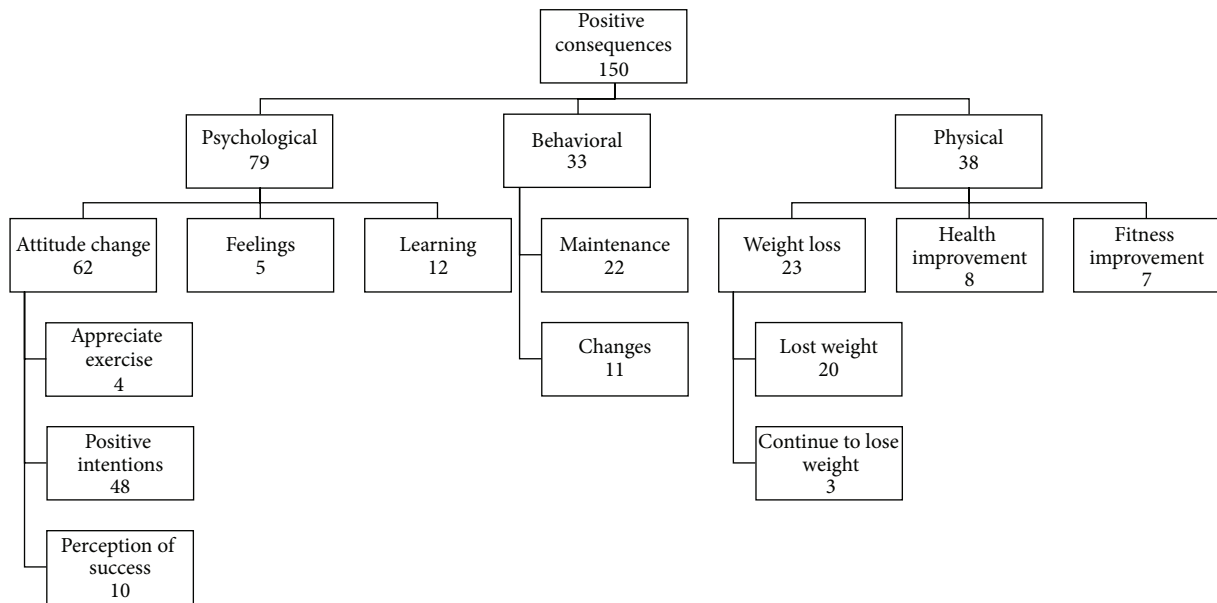 Positive
consequences
150
Psychological
79
Behavioral
33
Physical
38
Attitude change
62
Feelings
5
Learning
12
Maintenance
22
Weight loss
23
Health
improvement
8
Fitness
improvement
7
Appreciate
exercise
4
Changes
11
Lost weight
20
Positive
intentions
48
Continue to lose
weight
3
Perception of
success
10